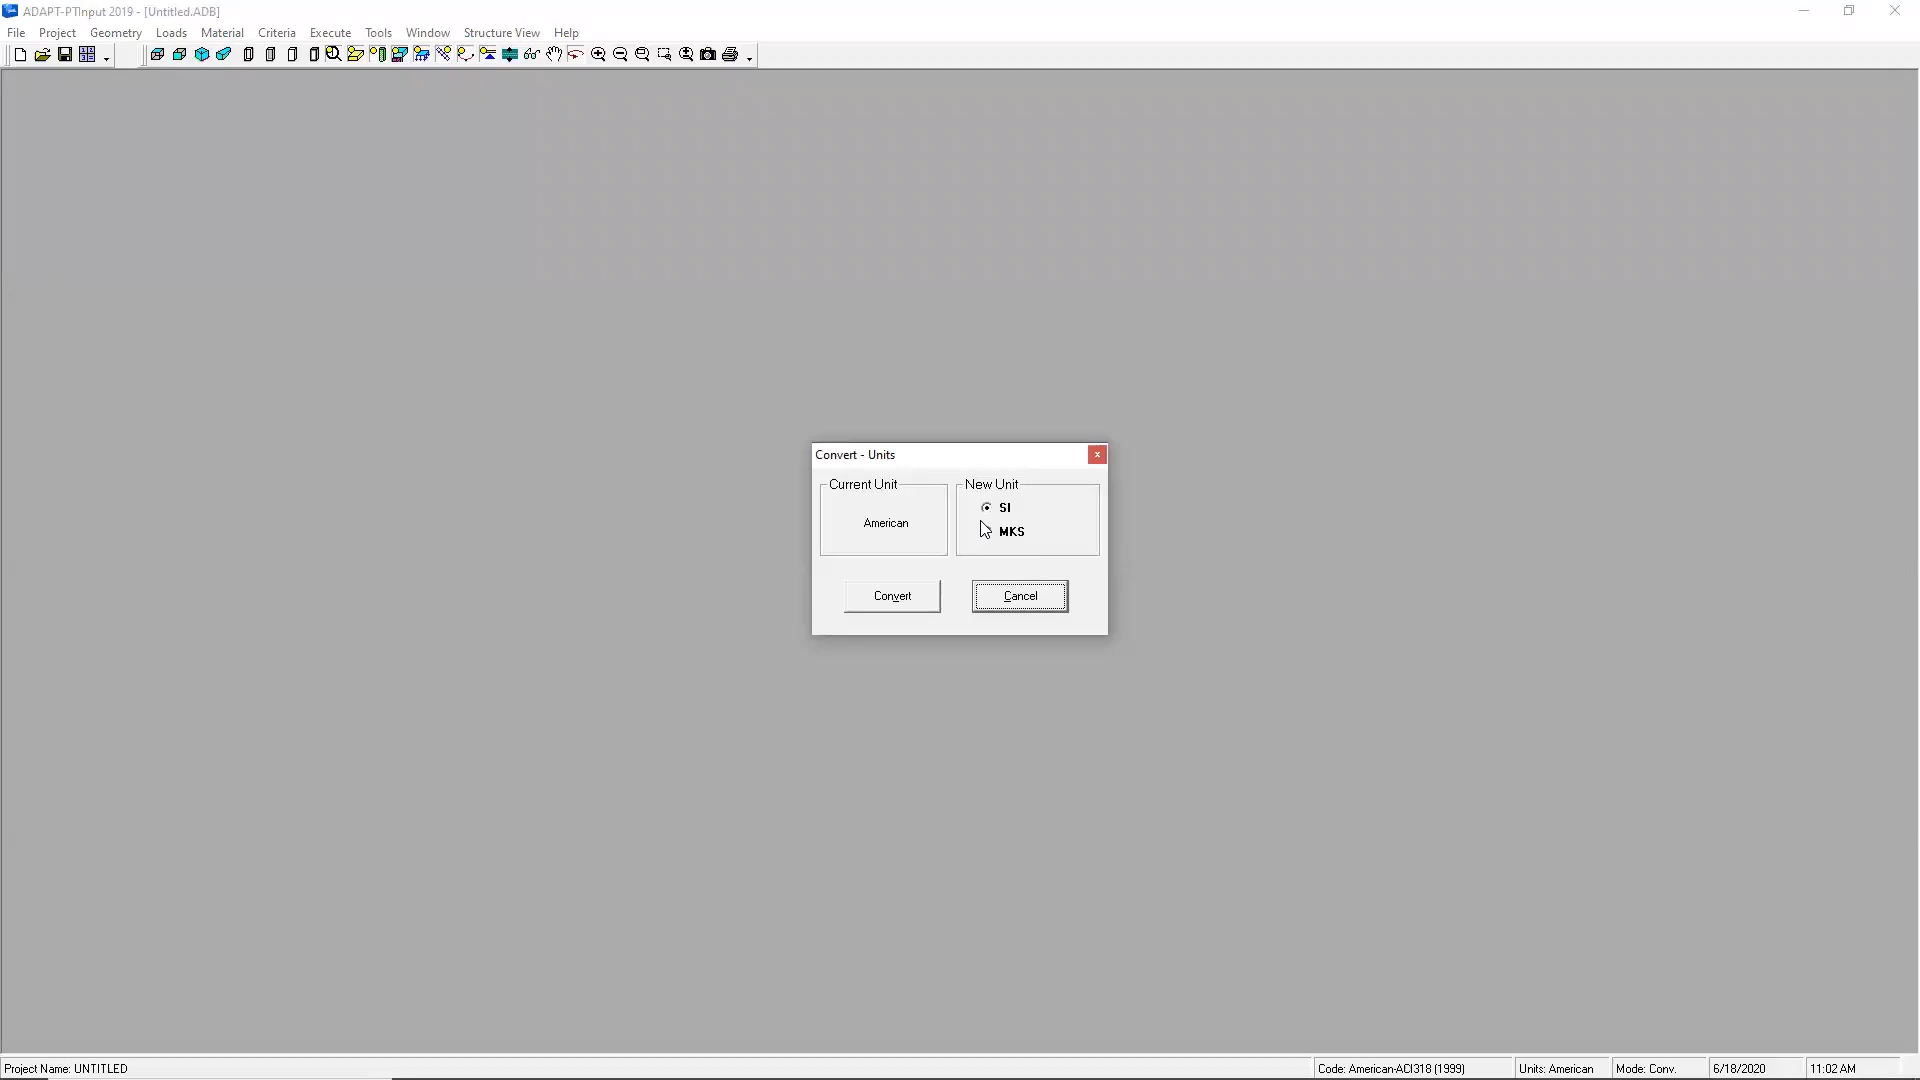 ADAPT-PTInput 2019 - [Untitled.ADB]
File Project Geometry Loads Material Criteria Execute Tools Window Structure View Help
Convert - Units
Current Unit
American
New Unit
SI
MKS
Convert Cancel
Project Name: UNTITLED Code: American-ACI318 (1999) Units: American Mode: Conv. 6/18/2020 11:02 AM